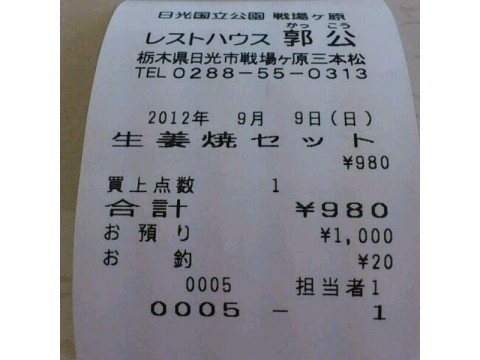 日光国立公園 戦場ヶ原
かっ こう
レストハウス 郭公
栃木県日光市戦場ヶ原三本松
TEL0288-55-0313
2012年 9月 9日(日)
生姜焼セット
¥980
買上点数 1
合計 ¥980
お預り ¥1,000
お 釣 ¥20
0005 担当者1
0005- 1